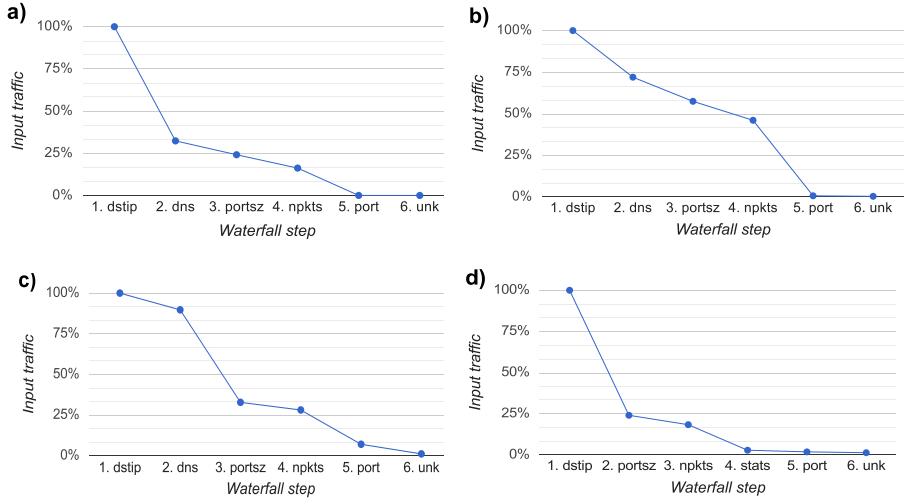 a)
100%
75%
50%
25%
0%
Input traffic
1. dstip 2. dns 3. portsz 4. npkts 5. port 6. unk
Waterfall step
b)
100%
75%
50%
25%
0%
Input traffic
1. dstip 2. dns 3. portsz 4. npkts 5. port 6. unk
Waterfall step
c)
100%
75%
50%
25%
0%
Input traffic
1. dstip 2. dns 3. portsz 4. npkts 5. port 6. unk
Waterfall step
d)
100%
75%
50%
25%
0%
Input traffic
1. dstip 2. portsz 3. npkts 4. stats 5. port 6. unk
Waterfall step